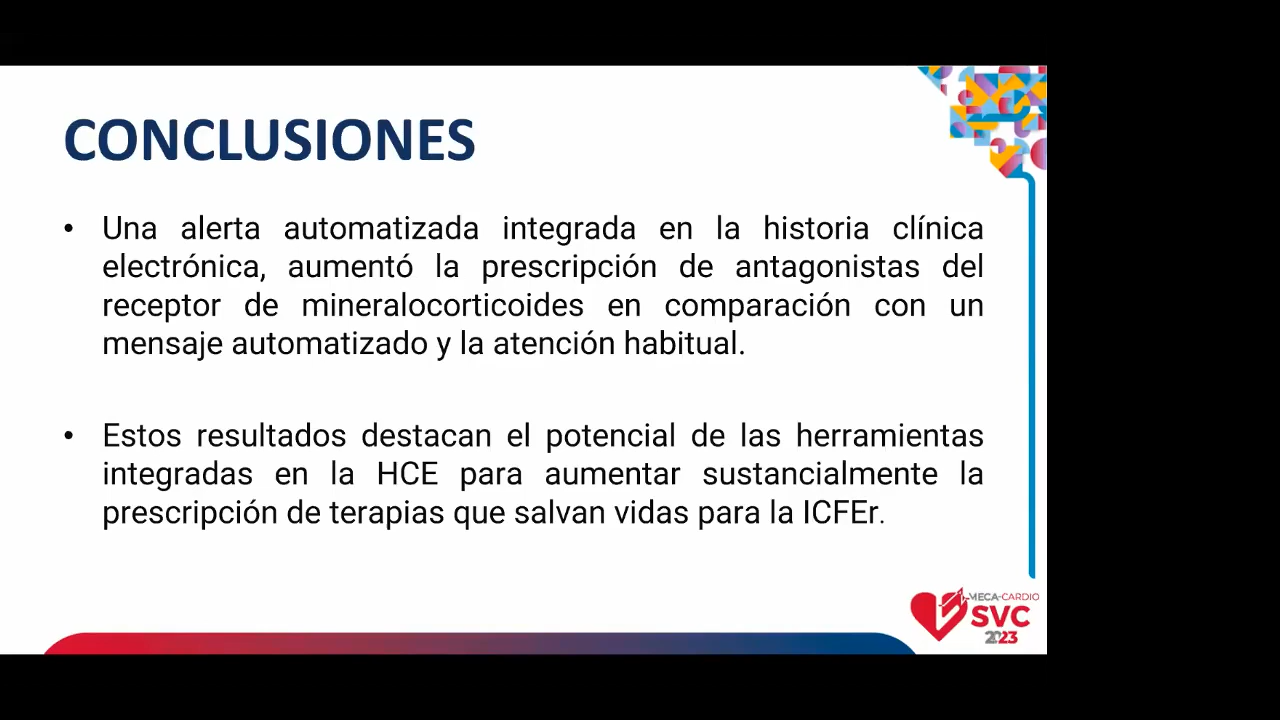 CONCLUSIONES
• Una alerta automatizada integrada en la historia clínica
electrónica, aumentó la prescripción de antagonistas del
receptor de mineralocorticoides en comparación con un
mensaje automatizado y la atención habitual.
• Estos resultados destacan el potencial de las herramientas
integradas en la HCE para aumentar sustancialmente la
prescripción de terapias que salvan vidas para la ICFEr.
MECA-CARDIO
SVC
2023